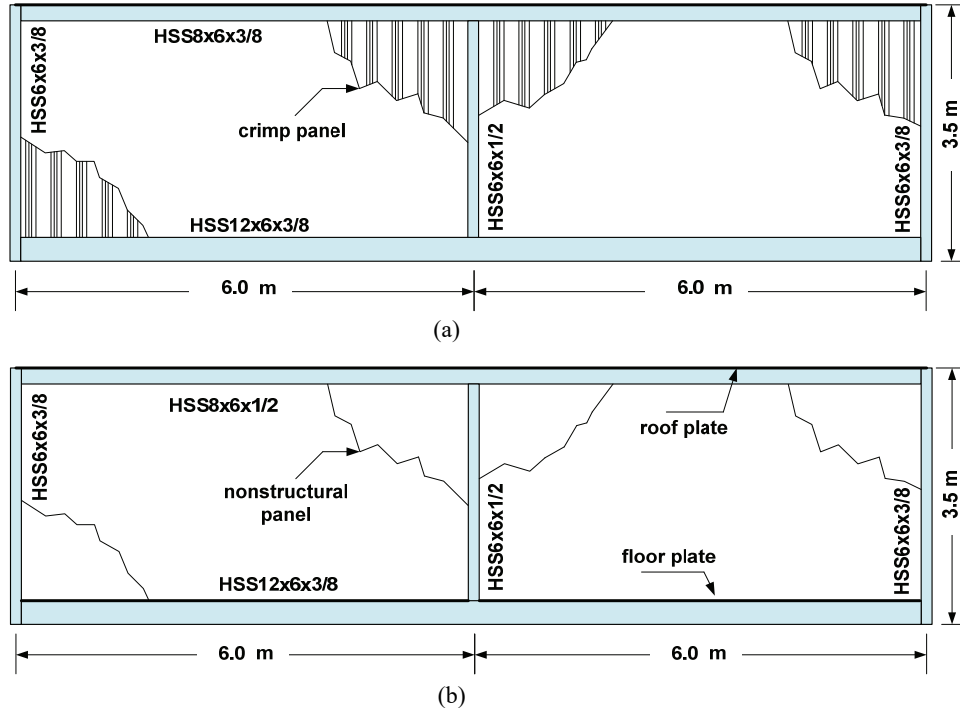 HSS8x6x3/8
HSS6x6x3/8
crimp panel
HSS6x6x1/2
HSS6x6x3/8
3.5 m
HSS12x6x3/8
6.0 m
6.0 m
(a)
HSS8x6x1/2
roof plate
HSS6x6x3/8
nonstructural
panel
HSS6x6x1/2
floor plate
HSS6x6x3/8
3.5 m
HSS12x6x3/8
6.0 m
6.0 m
(b)